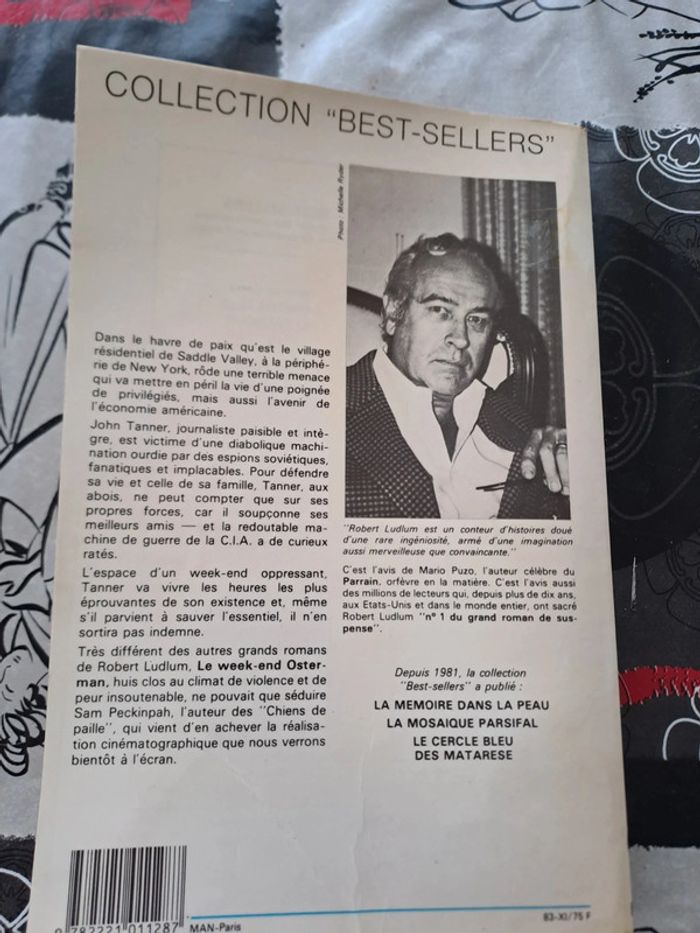 COLLECTION "BEST-SELLERS"
Photo : Michelle Ryder
Dans le havre de paix qu'est le village
résidentiel de Saddle Valley, à la périphé-
rie de New York, rôde une terrible menace
qui va mettre en péril la vie d'une poignée
de privilégiés, mais aussi l'avenir de
l'économie américaine.
John Tanner, journaliste paisible et intè-
gre, est victime d'une diabolique machi-
nation ourdie par des espions soviétiques,
fanatiques et implacables. Pour défendre
sa vie et celle de sa famille, Tanner, aux
abois, ne peut compter que sur ses
propres forces, car il soupçonne ses
meilleurs amis — et la redoutable ma-
chine de guerre de la C.I.A. a de curieux
ratés.
L'espace d'un week-end oppressant,
Tanner va vivre les heures les plus
éprouvantes de son existence et, même
s'il parvient à sauver l'essentiel, il n'en
sortira pas indemne.
Très différent des autres grands romans
de Robert Ludlum, Le week-end Oster-
man, huis clos au climat de violence et de
peur insoutenable, ne pouvait que séduire
Sam Peckinpah, l'auteur des "Chiens de
paille", qui vient d'en achever la réalisa-
tion cinématographique que nous verrons
bientôt à l'écran.
"Robert Ludlum est un conteur d'histoires doué
d'une rare ingéniosité, armé d'une imagination
aussi merveilleuse que convaincante."
C'est l'avis de Mario Puzo, l'auteur célèbre du
Parrain, orfèvre en la matière. C'est l'avis aussi
des millions de lecteurs qui, depuis plus de dix ans,
aux Etats-Unis et dans le monde entier, ont sacré
Robert Ludlum "n° 1 du grand roman de sus-
pense".
Depuis 1981, la collection
"Best-sellers" a publié :
LA MEMOIRE DANS LA PEAU
LA MOSAIQUE PARSIFAL
LE CERCLE BLEU
DES MATARESE
9 782221 011287
MAN-Paris
83-XI/75 F